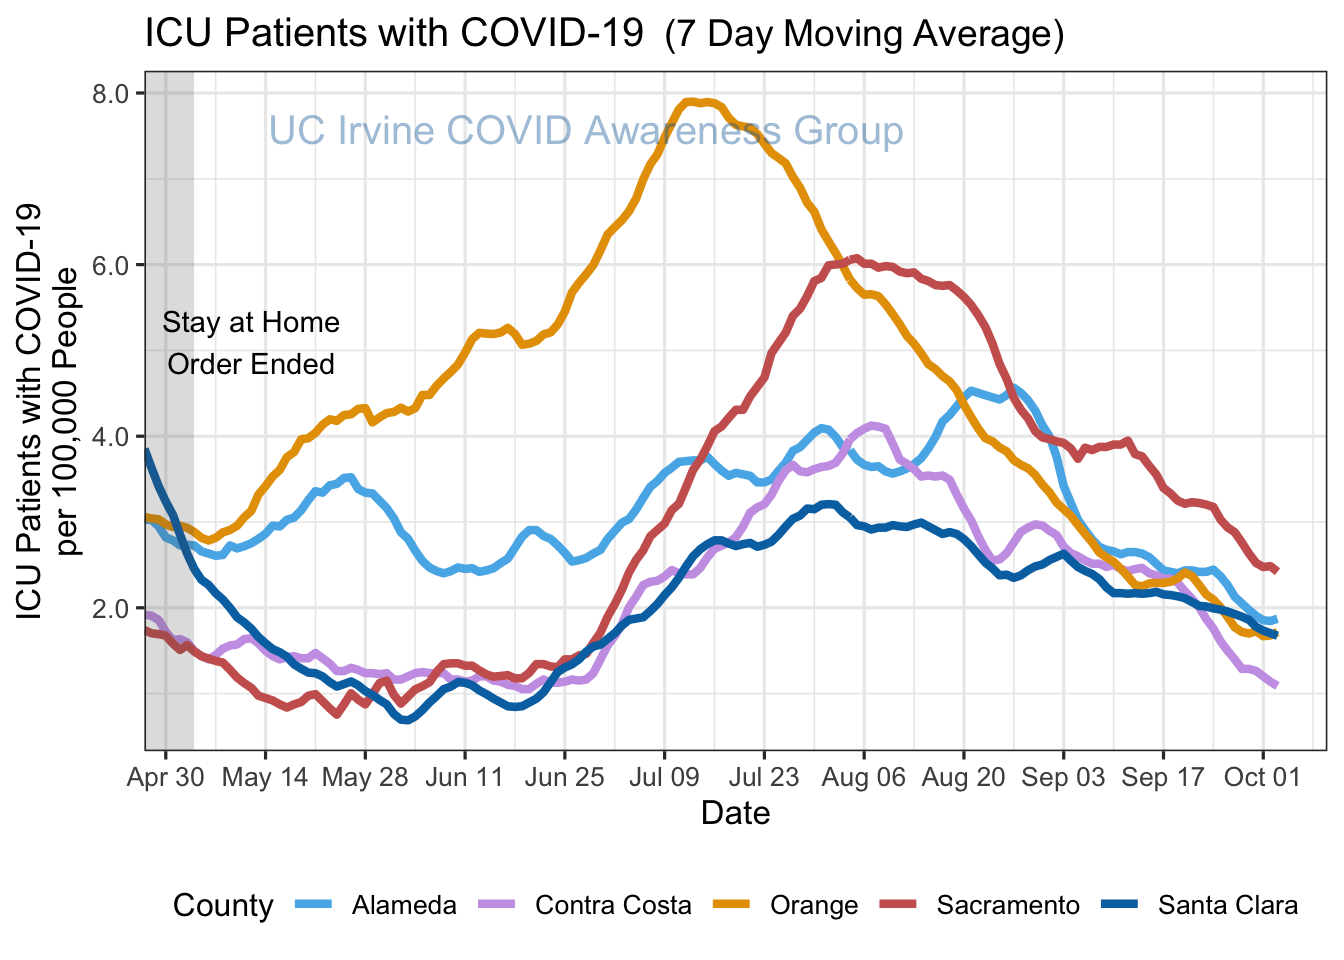 ICU Patients with COVID-19 (7 Day Moving Average)
UC Irvine COVID Awareness Group
ICU Patients with COVID-19
per 100,000 People
8.0
6.0
4.0
2.0
Stay at Home
Order Ended
Apr 30 May 14 May 28 Jun 11 Jun 25 Jul 09 Jul 23 Aug 06 Aug 20 Sep 03 Sep 17 Oct 01
Date
County Alameda Contra Costa Orange Sacramento Santa Clara